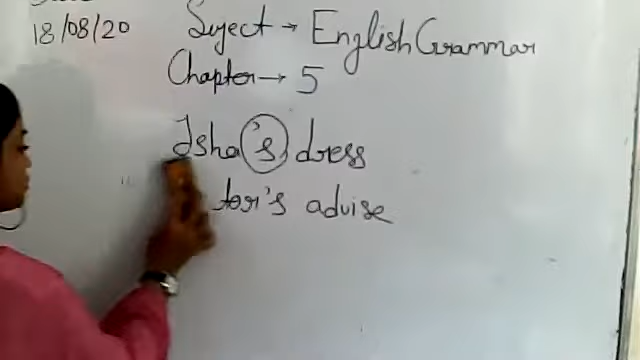 18/08/20
Suject → English Grammar
Chapter → 5
Isha's dress
tor's advise